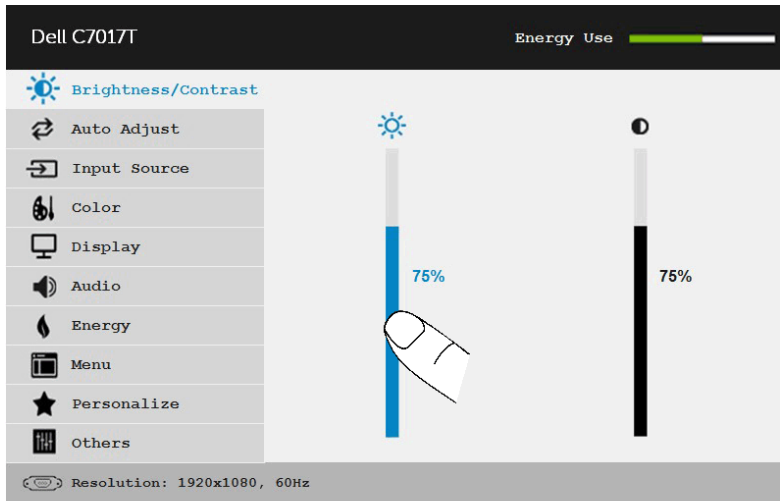 Dell C7017T
Energy Use
Brightness/Contrast
Auto Adjust
Input Source
Color
Display
Audio
Energy
Menu
Personalize
Others
75%
75%
Resolution: 1920x1080, 60Hz